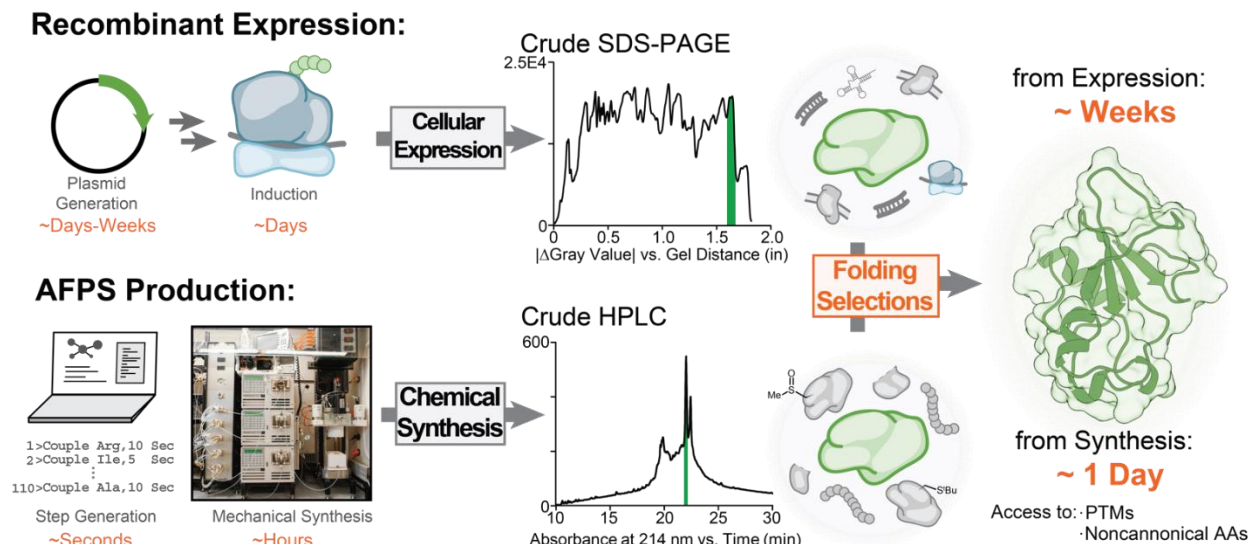 Recombinant Expression:
Plasmid
Generation
~Days-Weeks
Induction
~Days
Cellular
Expression
Crude SDS-PAGE
2.5E4
0
0
0.5
1.0
1.5
2.0
|ΔGray Value| vs. Gel Distance (in)
AFPS Production:
1>Couple Arg,10 Sec
2>Couple Ile,5 Sec
110>Couple Ala,10 Sec
Step Generation
~Seconds
Mechanical Synthesis
~Hours
Chemical
Synthesis
Crude HPLC
600
0
10
15
20
25
30
Absorbance at 214 nm vs. Time (min)
Folding
Selections
O
Me S
StBu
from Expression:
~ Weeks
from Synthesis:
~ 1 Day
Access to: ·PTMs
·Noncannonical AAs